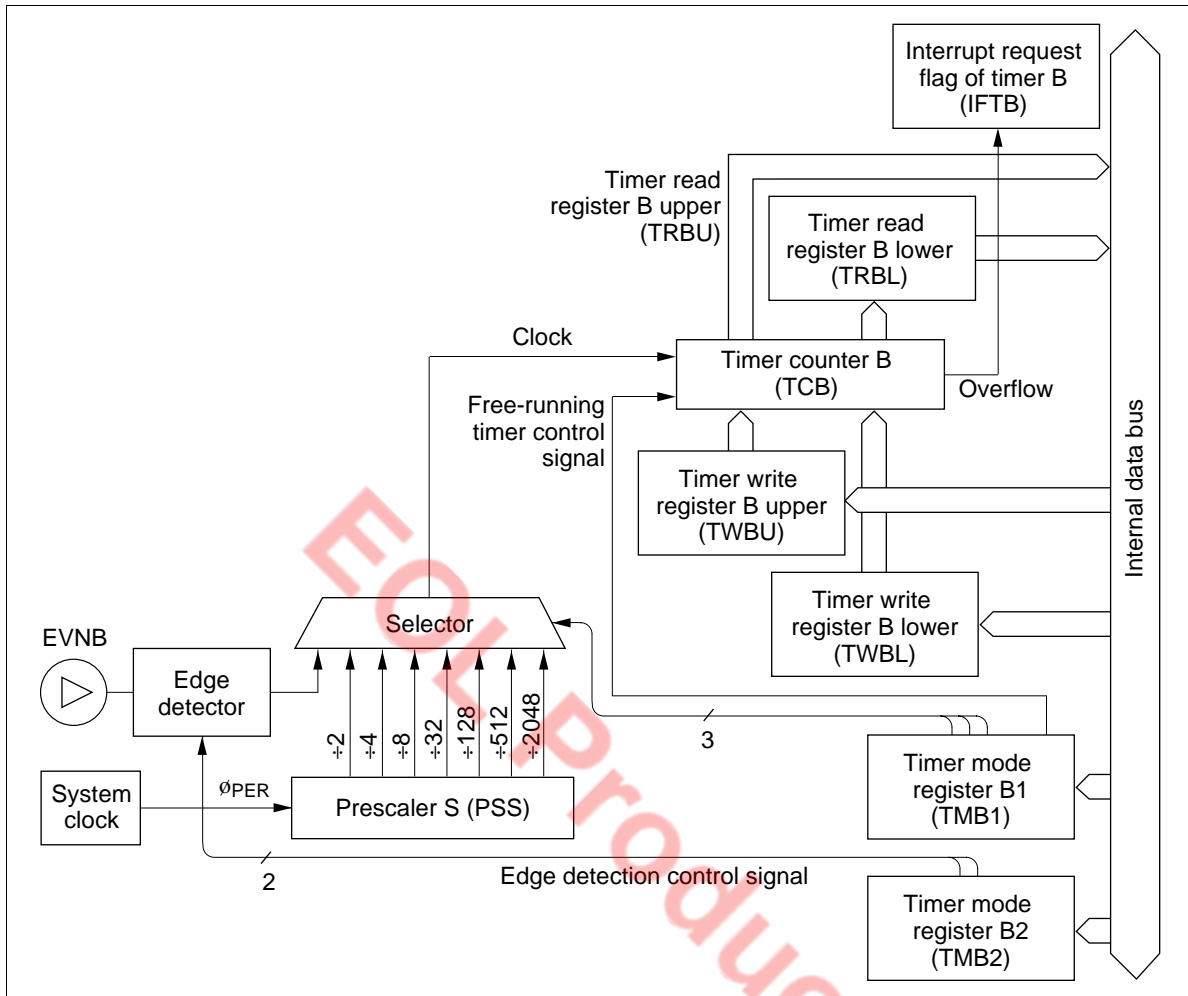 Interrupt request
flag of timer B
(IFTB)
Timer read
register B upper
(TRBU)
Timer read
register B lower
(TRBL)
Clock
Timer counter B
(TCB)
Overflow
Free-running
timer control
signal
Timer write
register B upper
(TWBU)
Internal data bus
Timer write
register B lower
(TWBL)
Selector
EVNB
Edge
detector
÷2
÷4
÷8
÷32
÷128
÷512
÷2048
3
System
clock
øPER
Prescaler S (PSS)
Timer mode
register B1
(TMB1)
2
Edge detection control signal
Timer mode
register B2
(TMB2)
EOL Produc